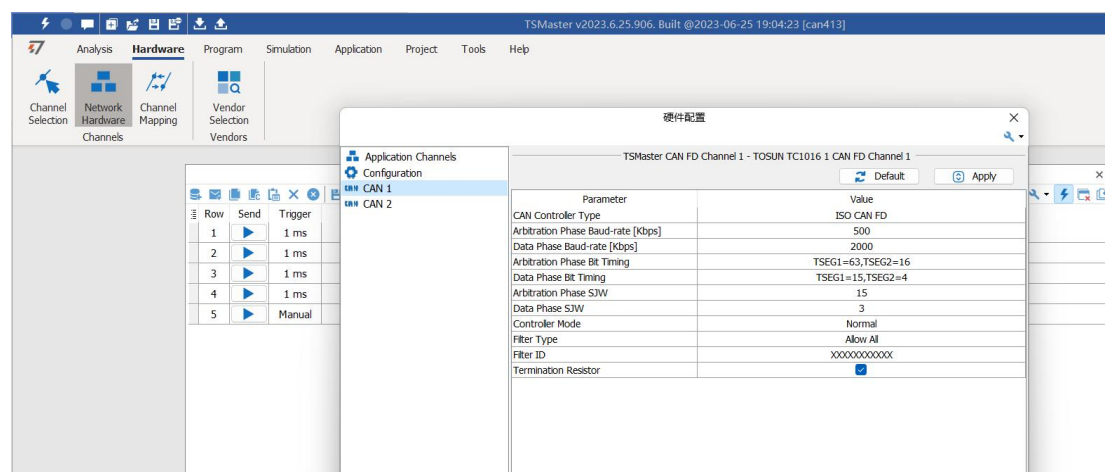 TSMaster v2023.6.25.906. Built @2023-06-25 19:04:23 [can413]
Analysis Hardware Program Simulation Application Project Tools Help
Channel Selection
Network Hardware
Channel Mapping
Vendor Selection
Channels Vendors
硬件配置
Application Channels
Configuration
CAN 1
CAN 2
TSMaster CAN FD Channel 1 - TOSUN TC1016 1 CAN FD Channel 1
Default Apply
Row Send Trigger
1 1 ms
2 1 ms
3 1 ms
4 1 ms
5 Manual
Parameter Value
CAN Controller Type ISO CAN FD
Arbitration Phase Baud-rate [Kbps] 500
Data Phase Baud-rate [Kbps] 2000
Arbitration Phase Bit Timing TSEG1=63,TSEG2=16
Data Phase Bit Timing TSEG1=15,TSEG2=4
Arbitration Phase SJW 15
Data Phase SJW 3
Controller Mode Normal
Filter Type Allow All
Filter ID XXXXXXXXXXX
Termination Resistor